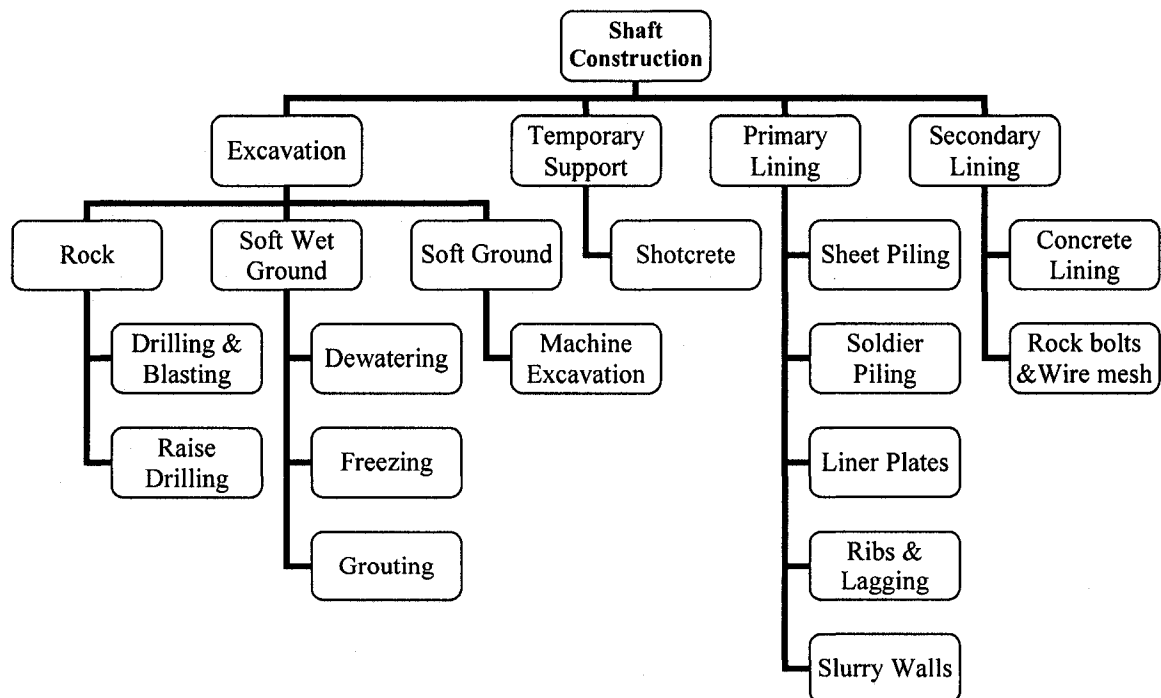 Shaft
Construction
Excavation
Temporary
Support
Primary
Lining
Secondary
Lining
Rock
Soft Wet
Ground
Soft Ground
Shotcrete
Sheet Piling
Concrete
Lining
Drilling &
Blasting
Dewatering
Machine
Excavation
Soldier
Piling
Rock bolts
&Wire mesh
Raise
Drilling
Freezing
Liner Plates
Grouting
Ribs &
Lagging
Slurry Walls